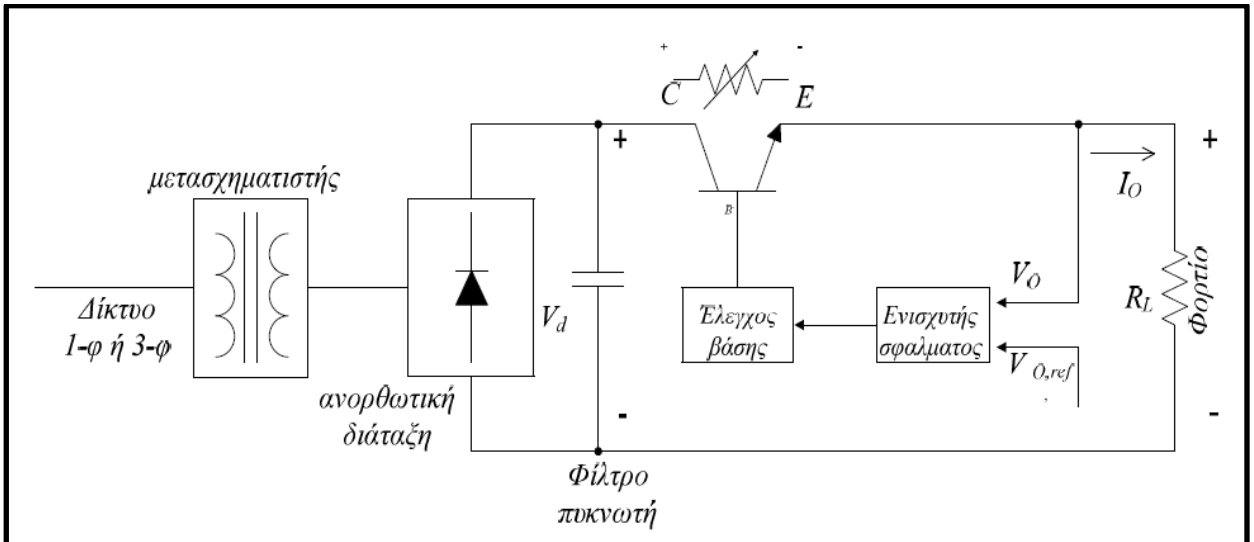 + -
C E
+ +
μετασχηματιστής
I_O
B
Δίκτυο
1-φ ή 3-φ
V_d
Έλεγχος
βάσης
Ενισχυτής
σφαλματος
V_O
V_O,ref
R_L
Φορτίο
ανορθωτική
διάταξη
- -
Φίλτρο
πυκνωτή